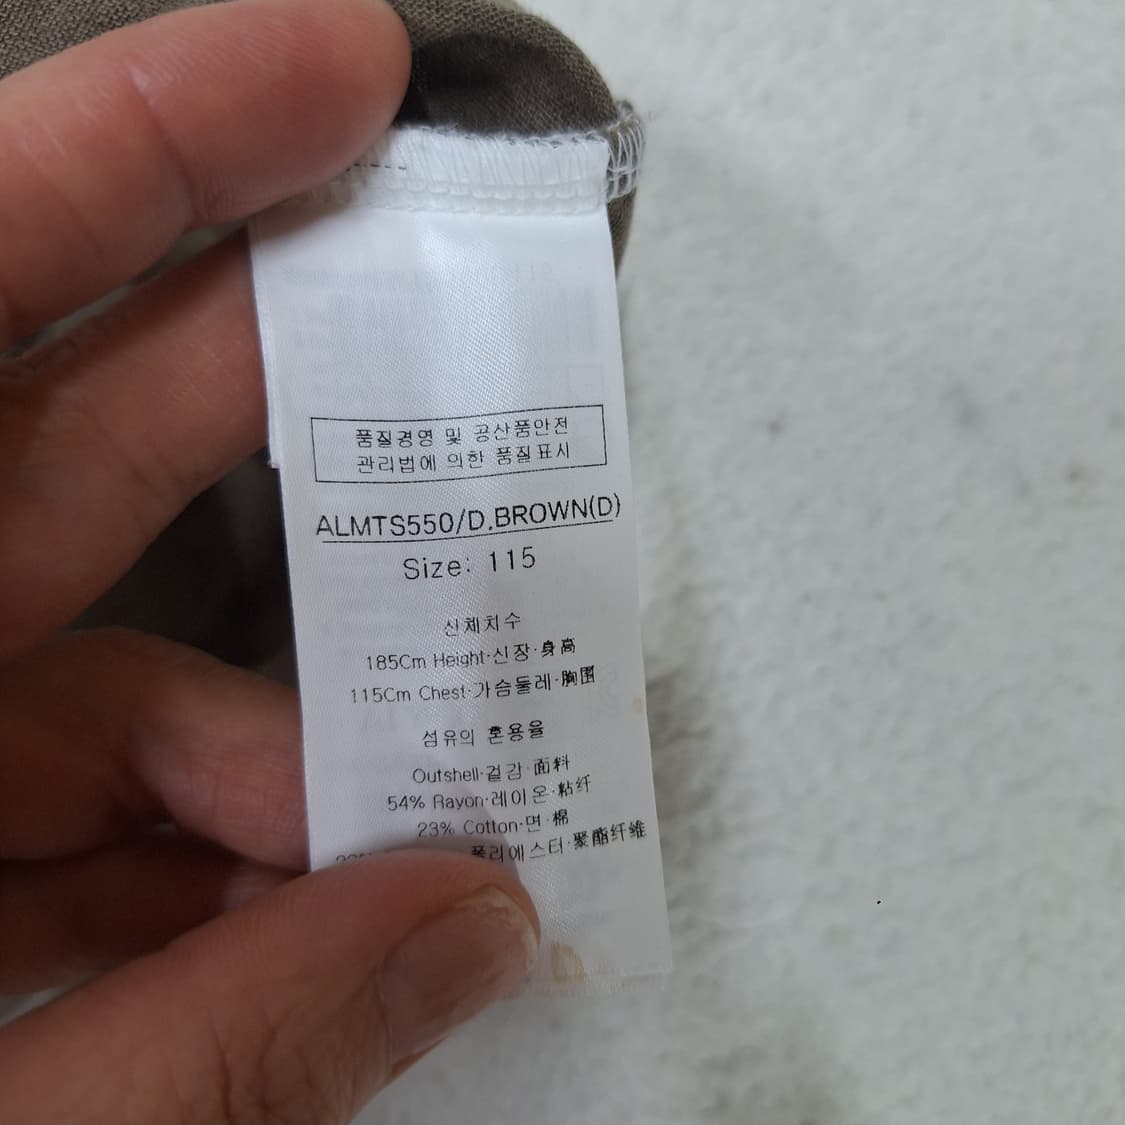 품질경영 및 공산품안전
관리법에 의한 품질표시
ALMTS550/D.BROWN(D)
Size: 115
신체치수
185Cm Height·신장·身高
115Cm Chest·가슴둘레·胸围
섬유의 혼용율
Outshell·겉감·面料
54% Rayon·레이온·粘纤
23% Cotton·면·棉
폴리에스터·聚酯纤维